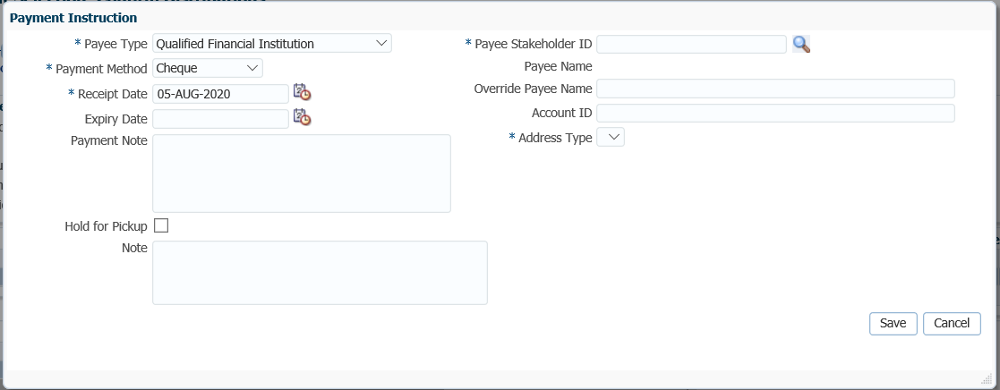 Payment Instruction
* Payee Type Qualified Financial Institution
* Payee Stakeholder ID
* Payment Method Cheque
Payee Name
* Receipt Date 05-AUG-2020
Override Payee Name
Expiry Date
Account ID
Payment Note
* Address Type
Hold for Pickup
Note
Save Cancel